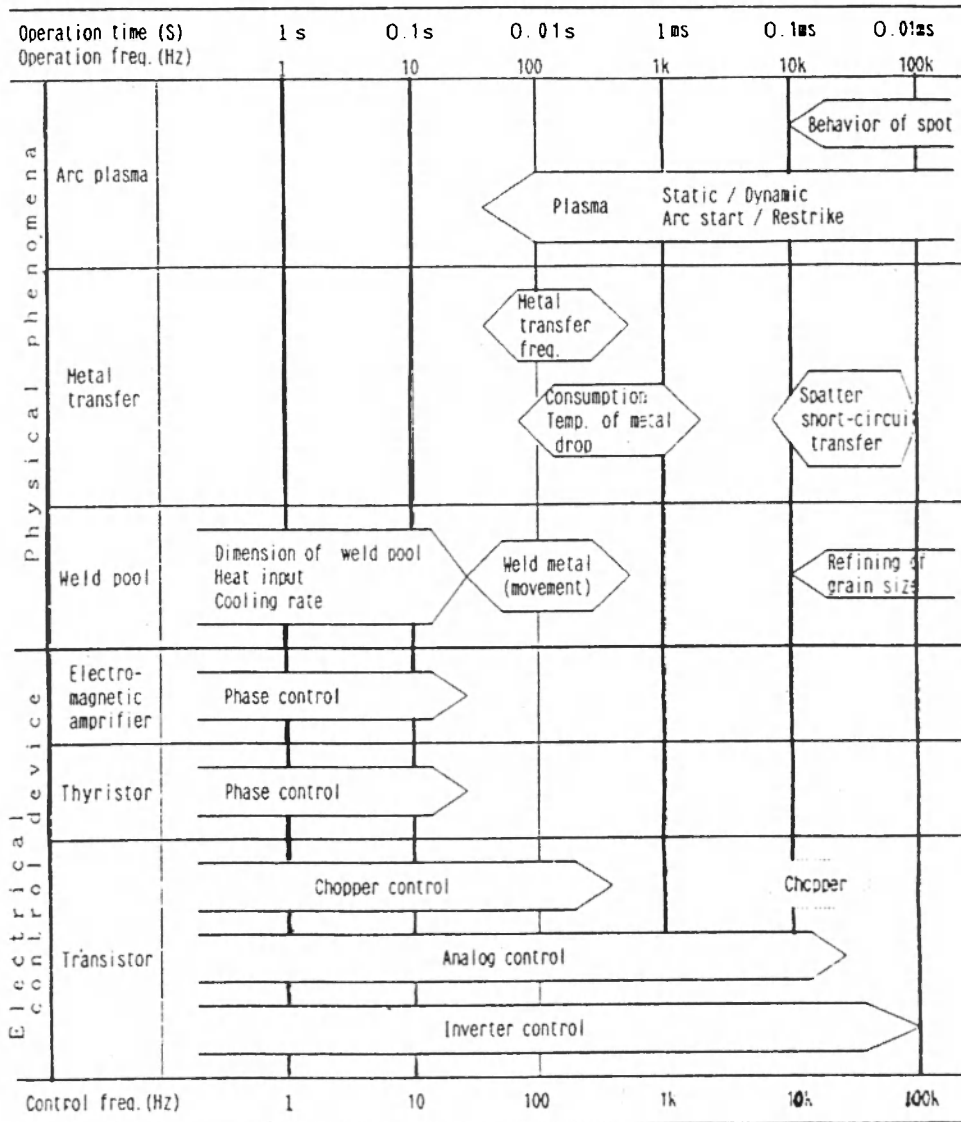 Operation time (S) 1 s 0.1s 0.01s 1 ms 0.1ms 0.01ms
Operation freq.(Hz) 1 10 100 1k 10k 100k
Physical phenomena
Arc plasma
Behavior of spot
Plasma Static / Dynamic
Arc start / Restrike
Metal
transfer
Metal
transfer
freq.
Consumption
Temp. of metal
drop
Spatter
short-circui
transfer
Weld pool
Dimension of weld pool
Heat input
Cooling rate
Weld metal
(movement)
Refining of
grain size
Electrical
control device
Electro-
magnetic
amprifier
Phase control
Thyristor
Phase control
Transistor
Chopper control
Chopper
Analog control
Inverter control
Control freq.(Hz) 1 10 100 1k 10k 100k